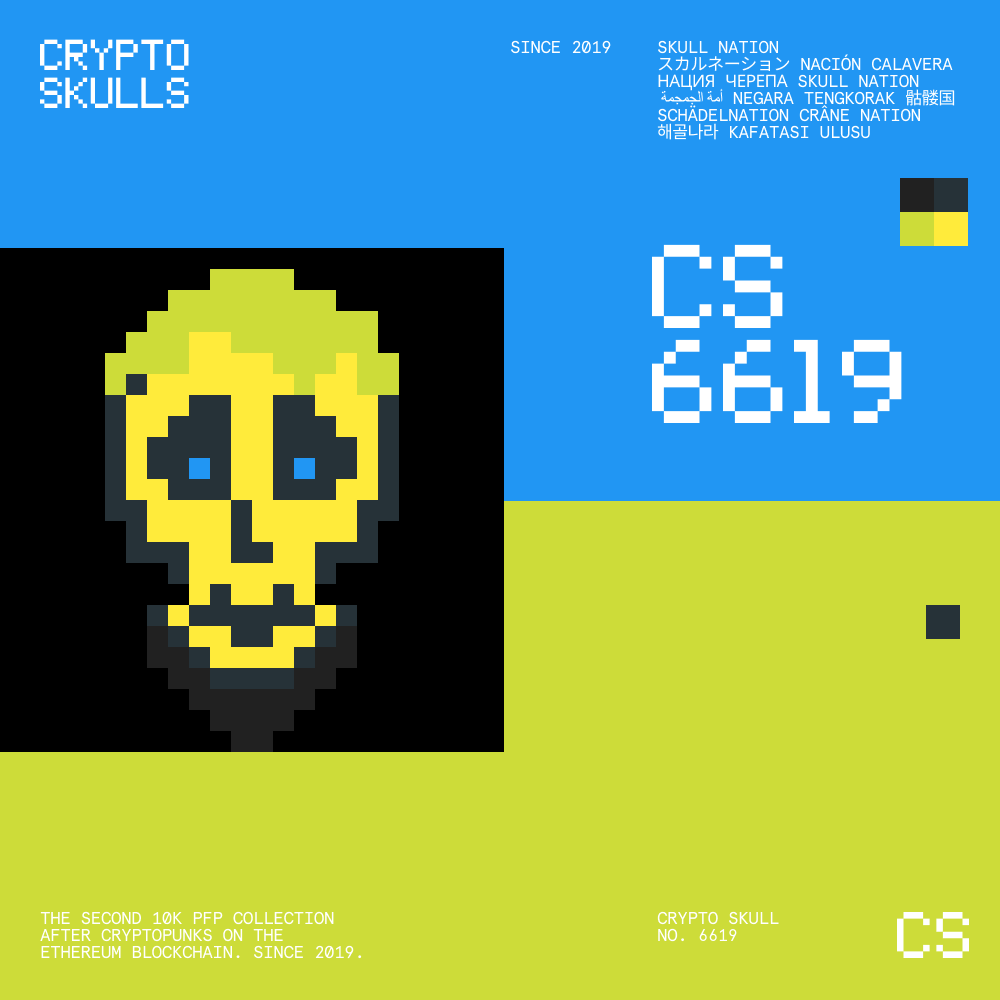 CRYPTO
SKULLS
SINCE 2019
SKULL NATION
スカルネーション NACIÓN CALAVERA
НАЦИЯ ЧЕРЕПА SKULL NATION
أمة الجمجمة NEGARA TENGKORAK 骷髅国
SCHÄDELNATION CRÂNE NATION
해골나라 KAFATASI ULUSU
CS
6619
THE SECOND 10K PFP COLLECTION
AFTER CRYPTOPUNKS ON THE
ETHEREUM BLOCKCHAIN. SINCE 2019.
CRYPTO SKULL
NO. 6619
CS